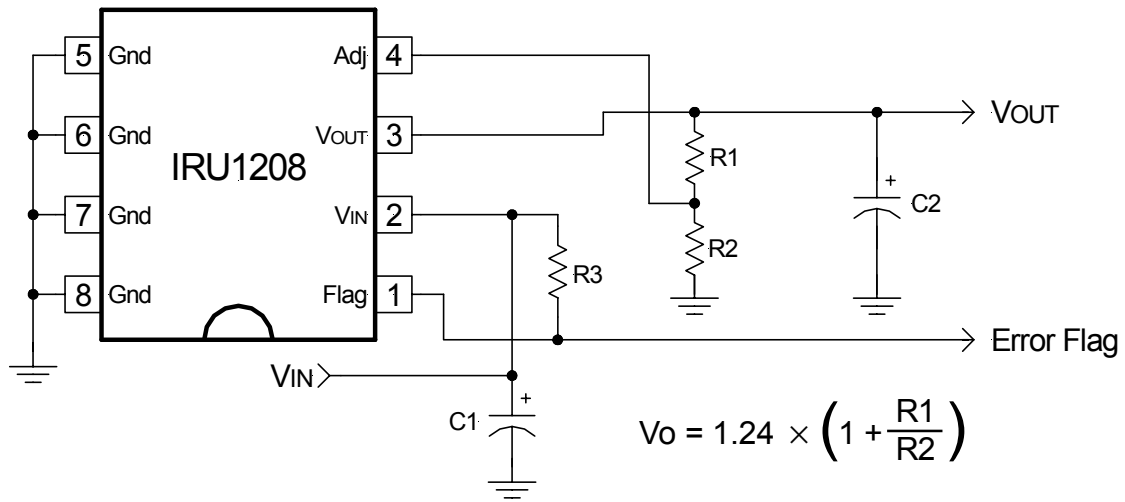 5 Gnd
Adj 4
6 Gnd
VOUT 3
IRU1208
7 Gnd
VIN 2
8 Gnd
Flag 1
R1
R2
R3
+
C2
VOUT
Error Flag
VIN
+
C1
Vo = 1.24 × (1 + R1/R2)